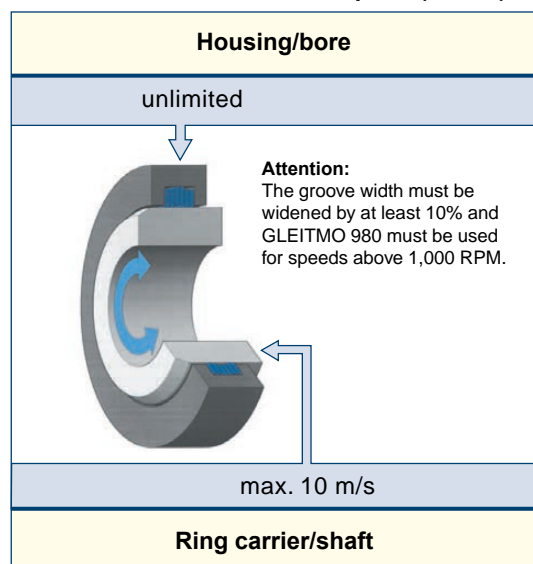 Housing/bore
unlimited
Attention:
The groove width must be
widened by at least 10% and
GLEITMO 980 must be used
for speeds above 1,000 RPM.
max. 10 m/s
Ring carrier/shaft